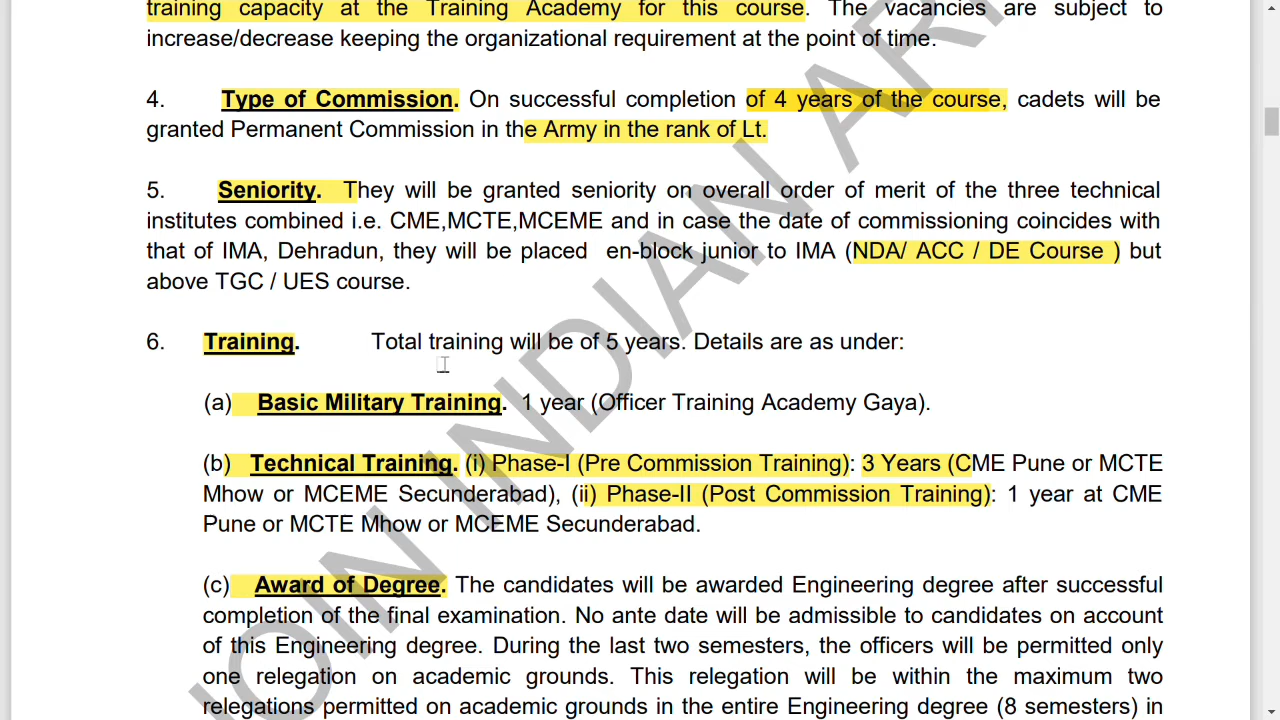 training capacity at the Training Academy for this course. The vacancies are subject to
increase/decrease keeping the organizational requirement at the point of time.
4. Type of Commission. On successful completion of 4 years of the course, cadets will be
granted Permanent Commission in the Army in the rank of Lt.
5. Seniority. They will be granted seniority on overall order of merit of the three technical
institutes combined i.e. CME,MCTE,MCEME and in case the date of commissioning coincides with
that of IMA, Dehradun, they will be placed en-block junior to IMA (NDA/ ACC / DE Course ) but
above TGC / UES course.
6. Training. Total training will be of 5 years. Details are as under:
(a) Basic Military Training. 1 year (Officer Training Academy Gaya).
(b) Technical Training. (i) Phase-I (Pre Commission Training): 3 Years (CME Pune or MCTE
Mhow or MCEME Secunderabad), (ii) Phase-II (Post Commission Training): 1 year at CME
Pune or MCTE Mhow or MCEME Secunderabad.
(c) Award of Degree. The candidates will be awarded Engineering degree after successful
completion of the final examination. No ante date will be admissible to candidates on account
of this Engineering degree. During the last two semesters, the officers will be permitted only
one relegation on academic grounds. This relegation will be within the maximum two
relegations permitted on academic grounds in the entire Engineering degree (8 semesters) in
JOIN INDIAN AR